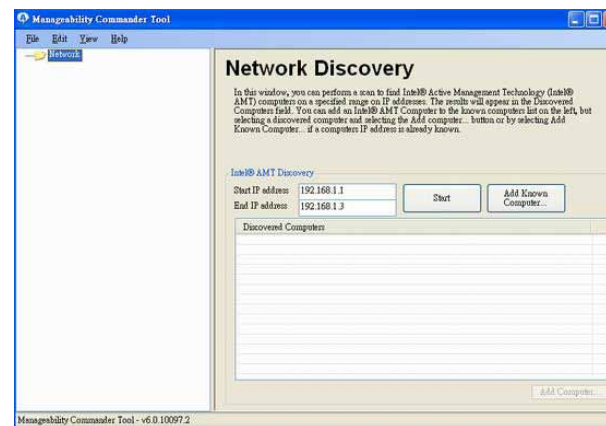 Manageability Commander Tool
File Edit View Help
Network
Network Discovery
In this window, you can perform a scan to find Intel® Active Management Technology (Intel®
AMT) computers on a specified range on IP addresses. The results will appear in the Discovered
Computers field. You can add an Intel® AMT Computer to the known computers list on the left, but
selecting a discovered computer and selecting the Add computer... button or by selecting Add
Known Computer... if a computers IP address is already known.
Intel® AMT Discovery
Start IP address 192.168.1.1
End IP address 192.168.1.3
Start
Add Known
Computer...
Discovered Computers
Add Computer...
Manageability Commander Tool - v6.0.10097.2